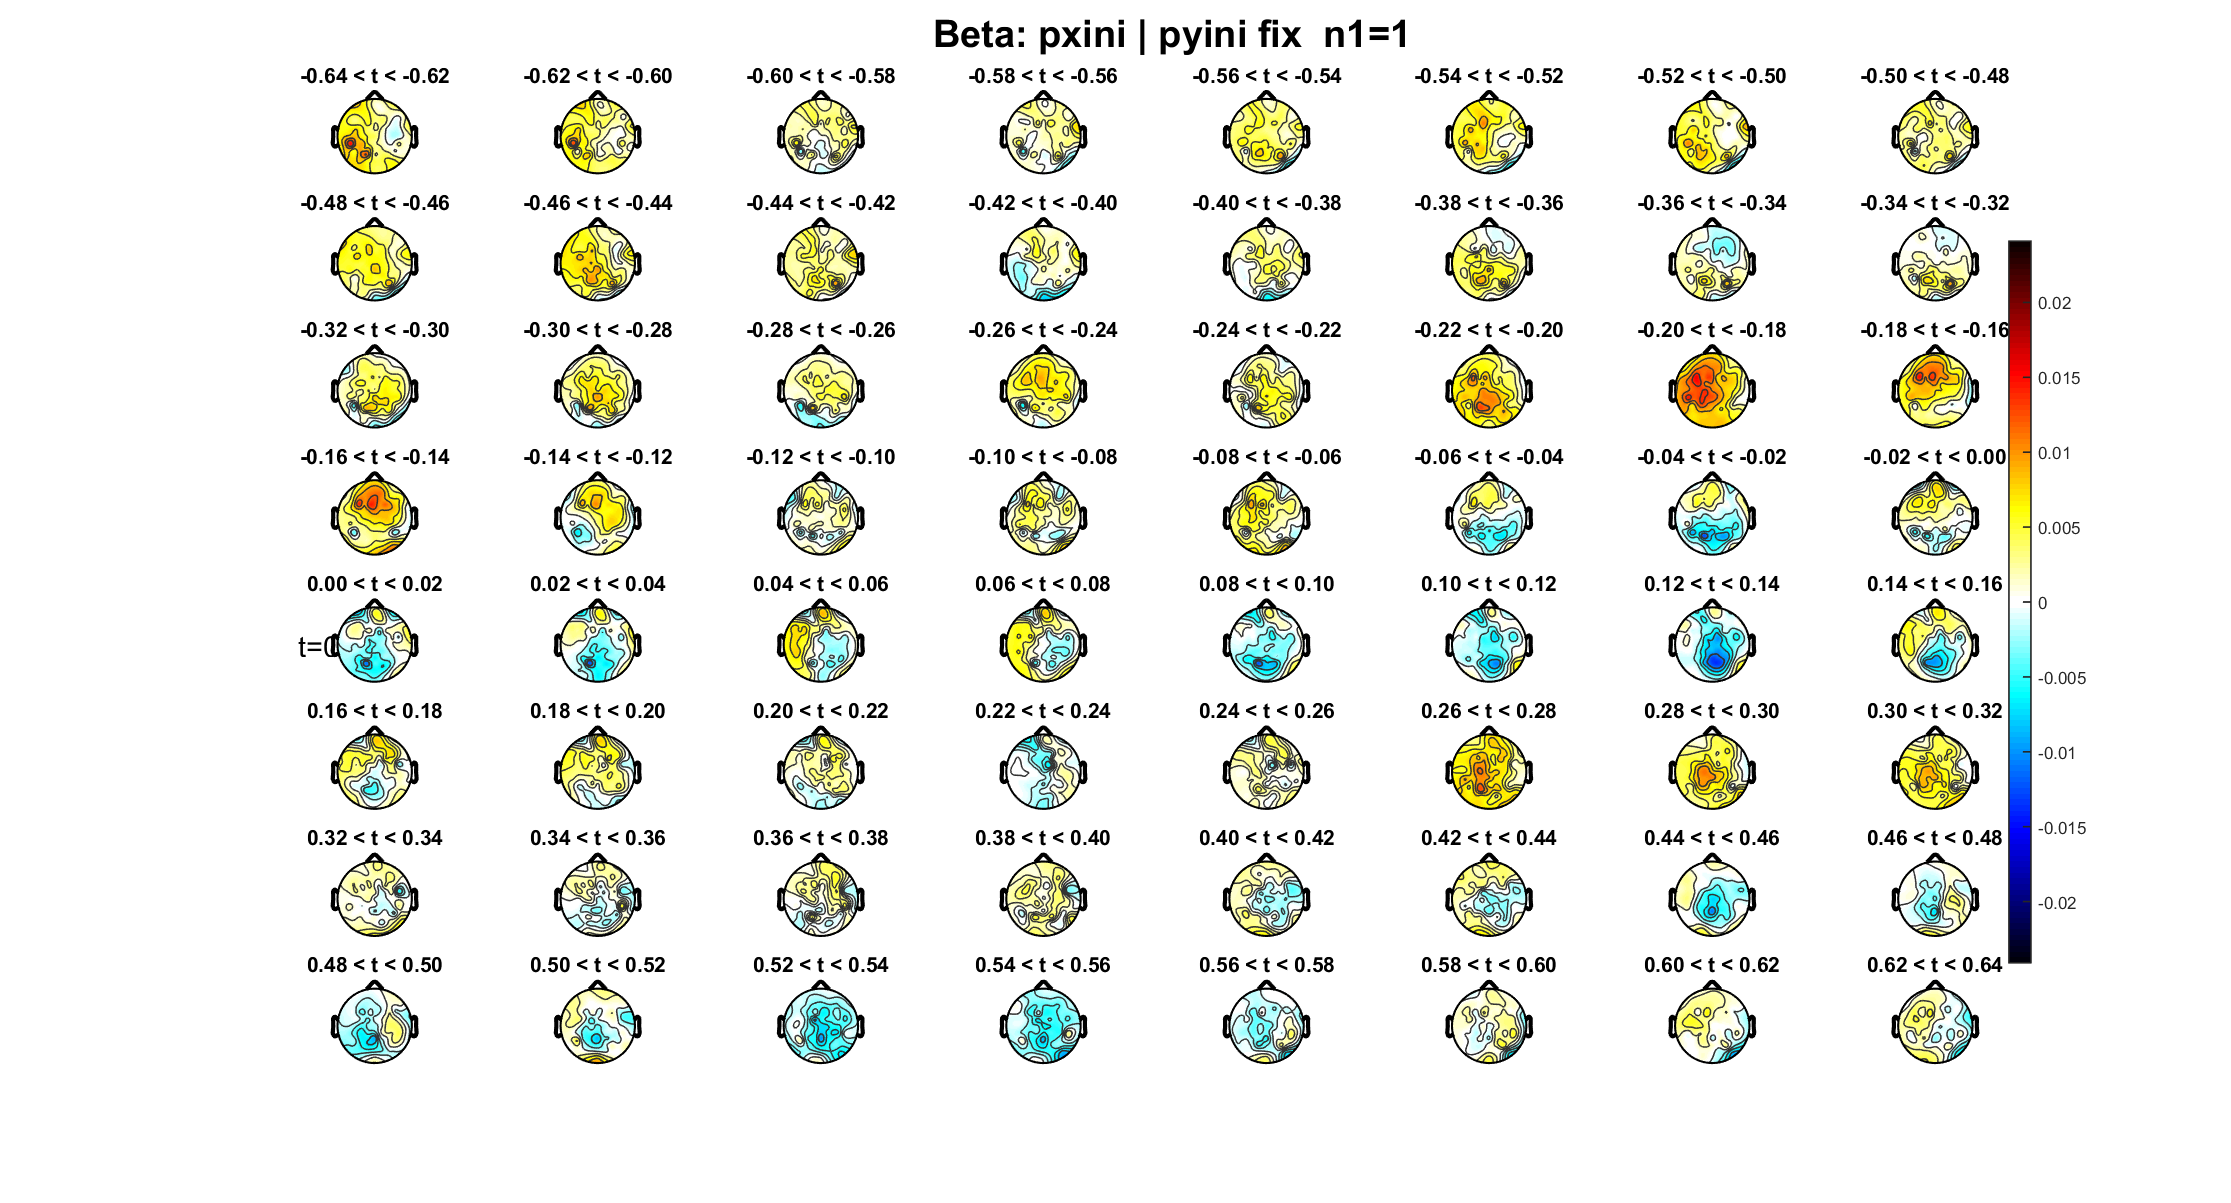 Beta: pxini | pyini fix  n1=1
-0.64 < t < -0.62 -0.62 < t < -0.60 -0.60 < t < -0.58 -0.58 < t < -0.56 -0.56 < t < -0.54 -0.54 < t < -0.52 -0.52 < t < -0.50 -0.50 < t < -0.48
-0.48 < t < -0.46 -0.46 < t < -0.44 -0.44 < t < -0.42 -0.42 < t < -0.40 -0.40 < t < -0.38 -0.38 < t < -0.36 -0.36 < t < -0.34 -0.34 < t < -0.32
-0.32 < t < -0.30 -0.30 < t < -0.28 -0.28 < t < -0.26 -0.26 < t < -0.24 -0.24 < t < -0.22 -0.22 < t < -0.20 -0.20 < t < -0.18 -0.18 < t < -0.16
-0.16 < t < -0.14 -0.14 < t < -0.12 -0.12 < t < -0.10 -0.10 < t < -0.08 -0.08 < t < -0.06 -0.06 < t < -0.04 -0.04 < t < -0.02 -0.02 < t < 0.00
0.00 < t < 0.02 0.02 < t < 0.04 0.04 < t < 0.06 0.06 < t < 0.08 0.08 < t < 0.10 0.10 < t < 0.12 0.12 < t < 0.14 0.14 < t < 0.16
t=0
0.16 < t < 0.18 0.18 < t < 0.20 0.20 < t < 0.22 0.22 < t < 0.24 0.24 < t < 0.26 0.26 < t < 0.28 0.28 < t < 0.30 0.30 < t < 0.32
0.32 < t < 0.34 0.34 < t < 0.36 0.36 < t < 0.38 0.38 < t < 0.40 0.40 < t < 0.42 0.42 < t < 0.44 0.44 < t < 0.46 0.46 < t < 0.48
0.48 < t < 0.50 0.50 < t < 0.52 0.52 < t < 0.54 0.54 < t < 0.56 0.56 < t < 0.58 0.58 < t < 0.60 0.60 < t < 0.62 0.62 < t < 0.64
0.02
0.015
0.01
0.005
0
-0.005
-0.01
-0.015
-0.02